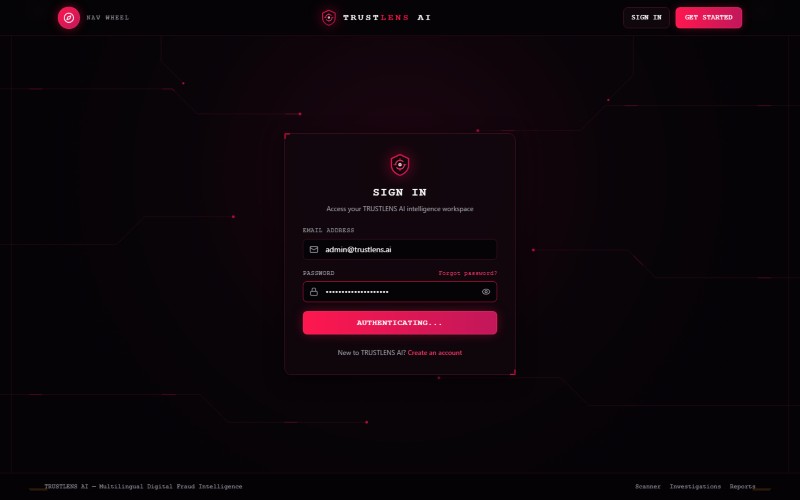 NAV WHEEL
TRUSTLENS AI
SIGN IN
GET STARTED
SIGN IN
Access your TRUSTLENS AI intelligence workspace
EMAIL ADDRESS
admin@trustlens.ai
PASSWORD
Forgot password?
••••••••••••••••••••
AUTHENTICATING...
New to TRUSTLENS AI? Create an account
TRUSTLENS AI — Multilingual Digital Fraud Intelligence
Scanner Investigations Reports